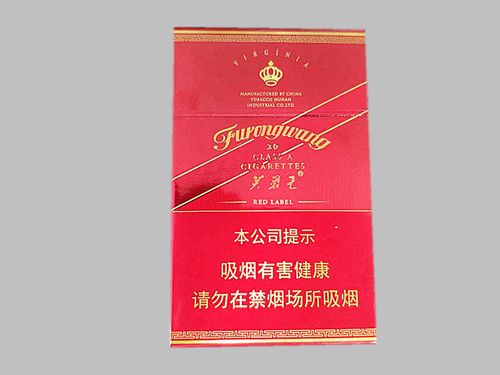 VIRGINIA
MANUFACTURED BY CHINA
TOBACCO HUNAN
INDUSTRIAL CO.,LTD.
Furongwang
20
CLASS A
CIGARETTES
芙蓉王®
RED LABEL
本公司提示
吸烟有害健康
请勿在禁烟场所吸烟